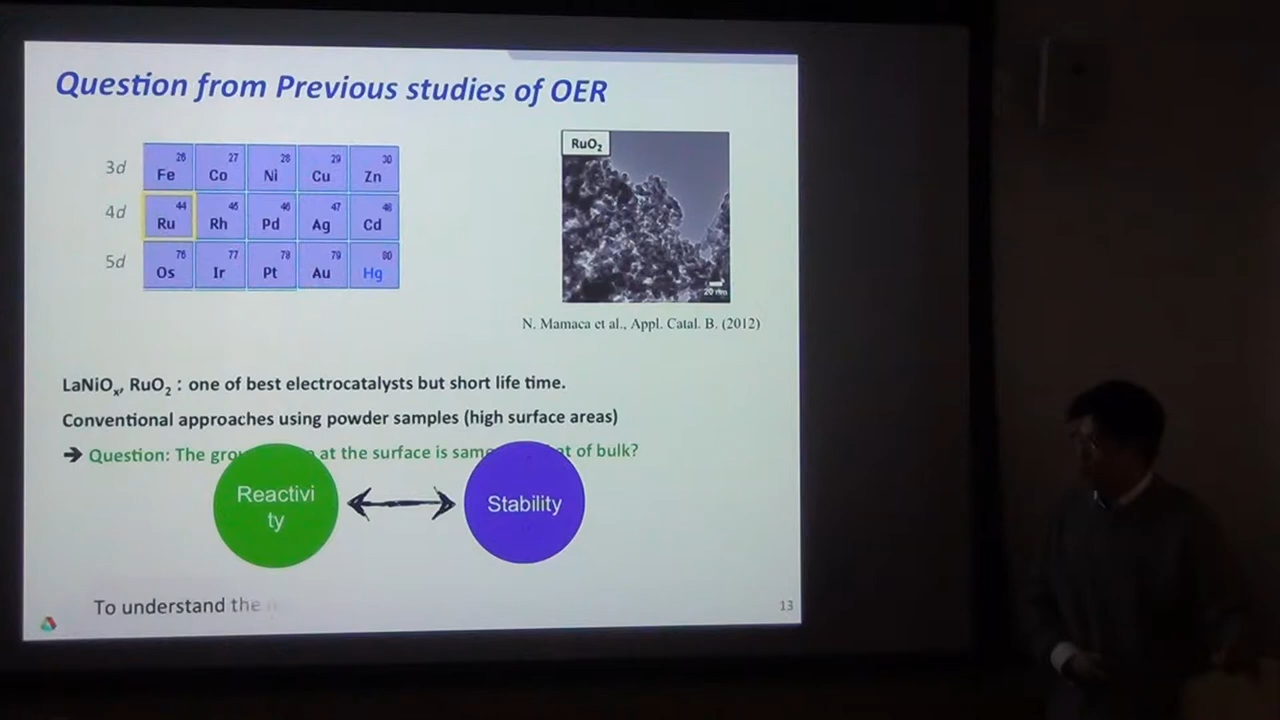 Question from Previous studies of OER
3d
26 27 28 29 30
Fe Co Ni Cu Zn
4d
44 45 46 47 48
Ru Rh Pd Ag Cd
5d
76 77 78 79 80
Os Ir Pt Au Hg
RuO2
20 nm
N. Mamaca et al., Appl. Catal. B. (2012)
LaNiOx, RuO2 : one of best electrocatalysts but short life time.
Conventional approaches using powder samples (high surface areas)
➔ Question: The at the surface is same of bulk?
Reactivi
ty
Stability
To understand the
13